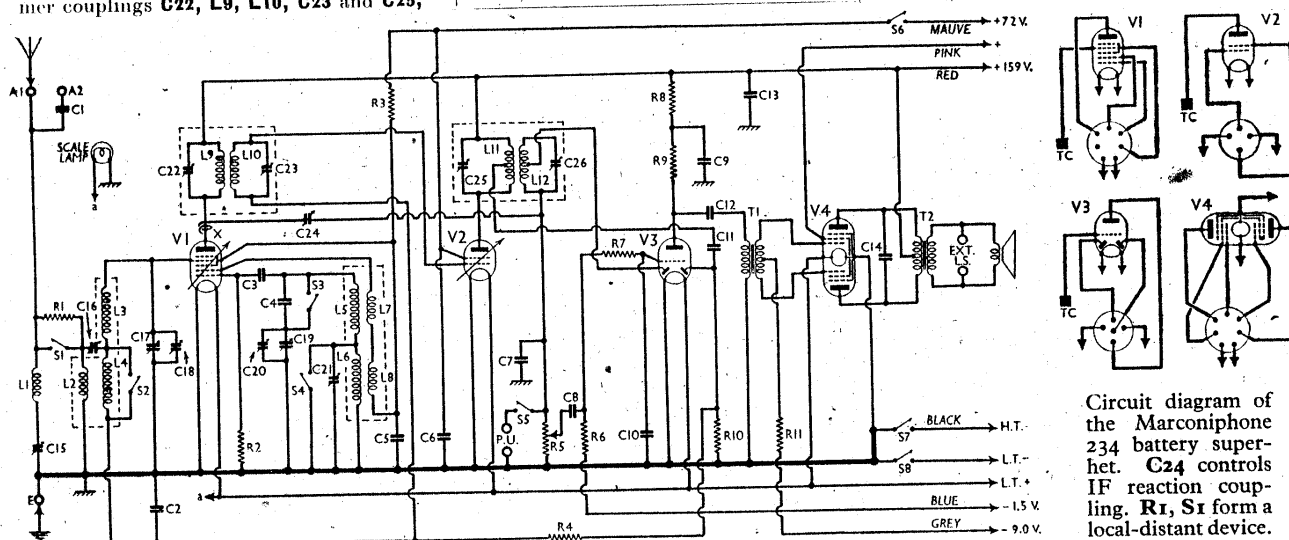 mer couplings C22, L9, L10, C23 and C25,
S6 MAUVE +72 V.
PINK +
RED +159 V.
A1 A2
C1
SCALE LAMP
a
R3
C22 L9 L10 C23
L11
C25 L12 C26
R8
R9
C13
C9
C12
C24
X
V1
V2
V3
V4
T1
T2
C11
R7
C14
EXT. L.S.
C3
C4
S3
L5 L7
C19
C20
L6
L8
S4
C21
R1
C16
L3
C17
C18
S1
L2
L4
S2
L1
C15
R2
C5
C6
C7
P.U.
S5
R5
C8
R6
C10
R10
R11
E
C2
a
R4
S7 BLACK H.T.-
S8 L.T.-
L.T.+
BLUE -1.5 V.
GREY -9.0 V.
V1
V2
TC
TC
V3
V4
TC
Circuit diagram of
the Marconiphone
234 battery super-
het. C24 controls
IF reaction coup-
ling. R1, S1 form a
local-distant device.